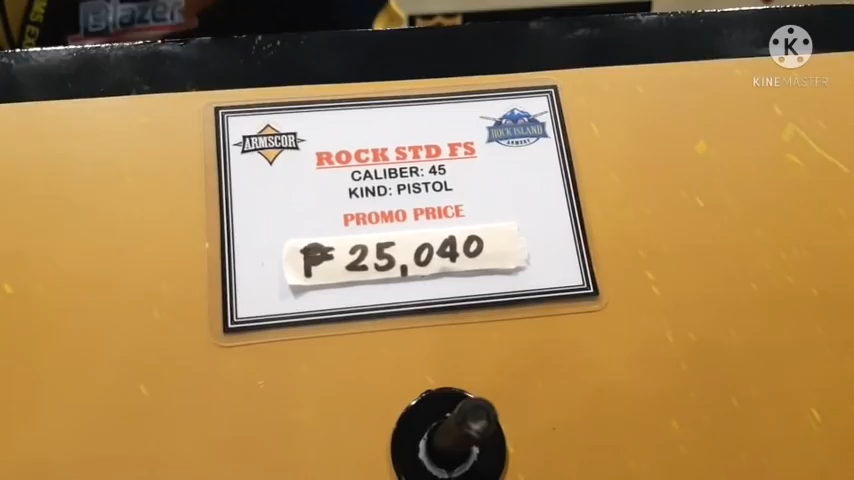 Blazer
KINEMASTER
ARMSCOR
ROCK ISLAND
ARMORY
ROCK STD FS
CALIBER: 45
KIND: PISTOL
PROMO PRICE
₱ 25,040